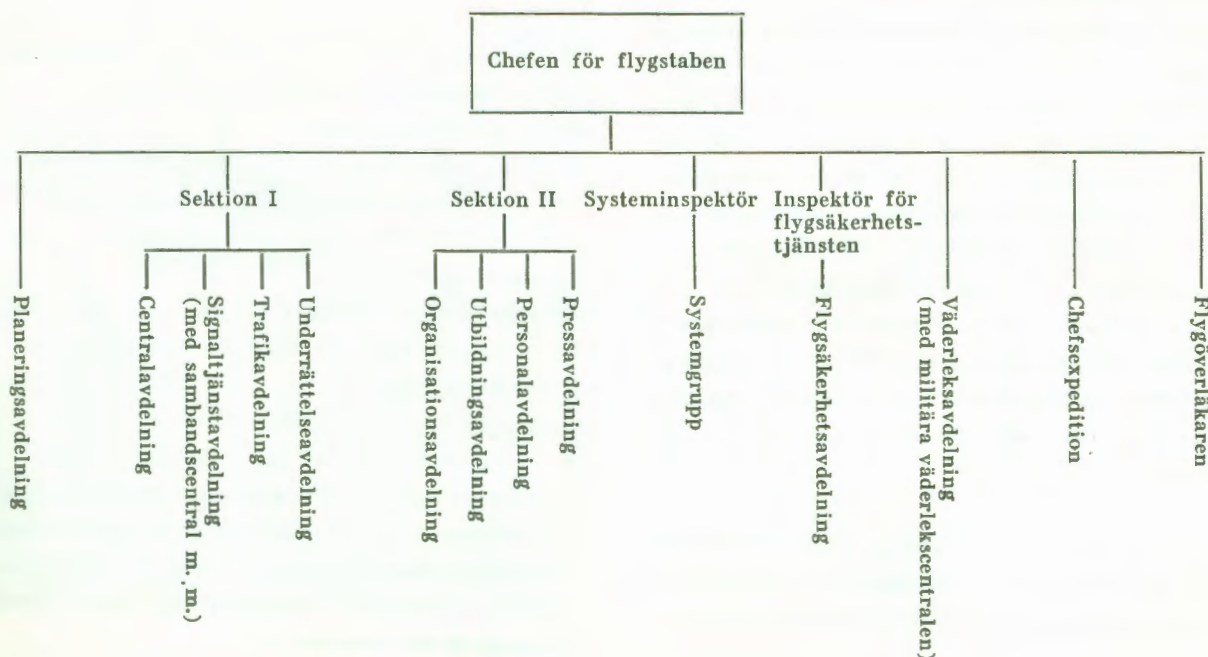 Chefen för flygstaben
Sektion I
Sektion II
Systeminspektör
Inspektör för
flygsäkerhets-
tjänsten
Planeringsavdelning
Centralavdelning
Signaltjänstavdelning
(med sambandscentral m. m.)
Trafikavdelning
Underrättelseavdelning
Organisationsavdelning
Utbildningsavdelning
Personalavdelning
Pressavdelning
Systemgrupp
Flygsäkerhetsavdelning
Väderleksavdelning
(med militära väderlekscentralen)
Chefsexpedition
Flygöverläkaren